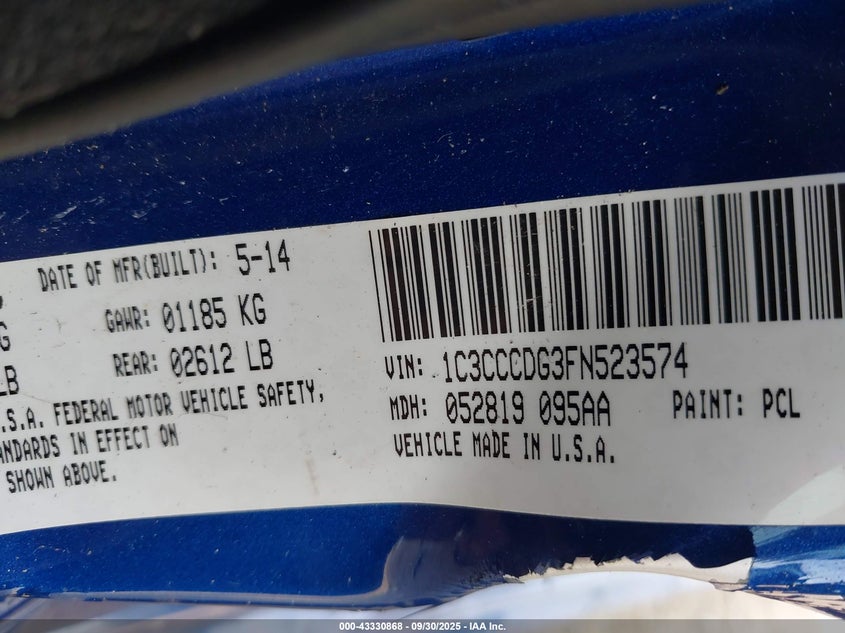 DATE OF MFR(BUILT): 5-14
G GAWR: 01185 KG
LB REAR: 02612 LB
.S.A. FEDERAL MOTOR VEHICLE SAFETY,
ANDARDS IN EFFECT ON
SHOWN ABOVE.
VIN: 1C3CCCDG3FN523574
MDH: 052819 095AA PAINT: PCL
VEHICLE MADE IN U.S.A.
000-43330868 - 09/30/2025 - IAA Inc.